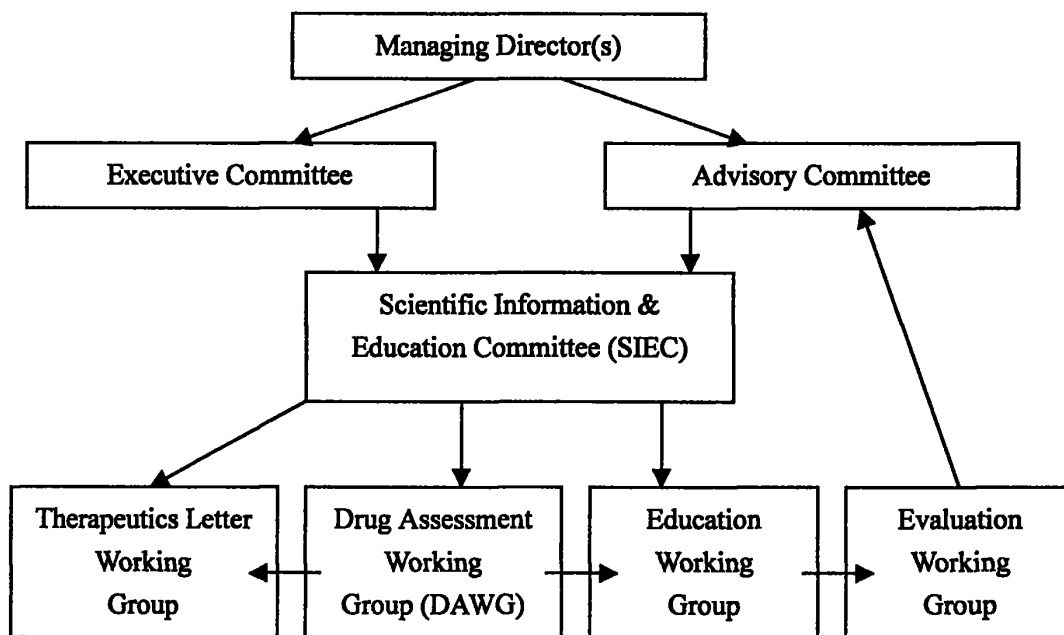 Managing Director(s)
Executive Committee
Advisory Committee
Scientific Information &
Education Committee (SIEC)
Therapeutics Letter
Working
Group
Drug Assessment
Working
Group (DAWG)
Education
Working
Group
Evaluation
Working
Group